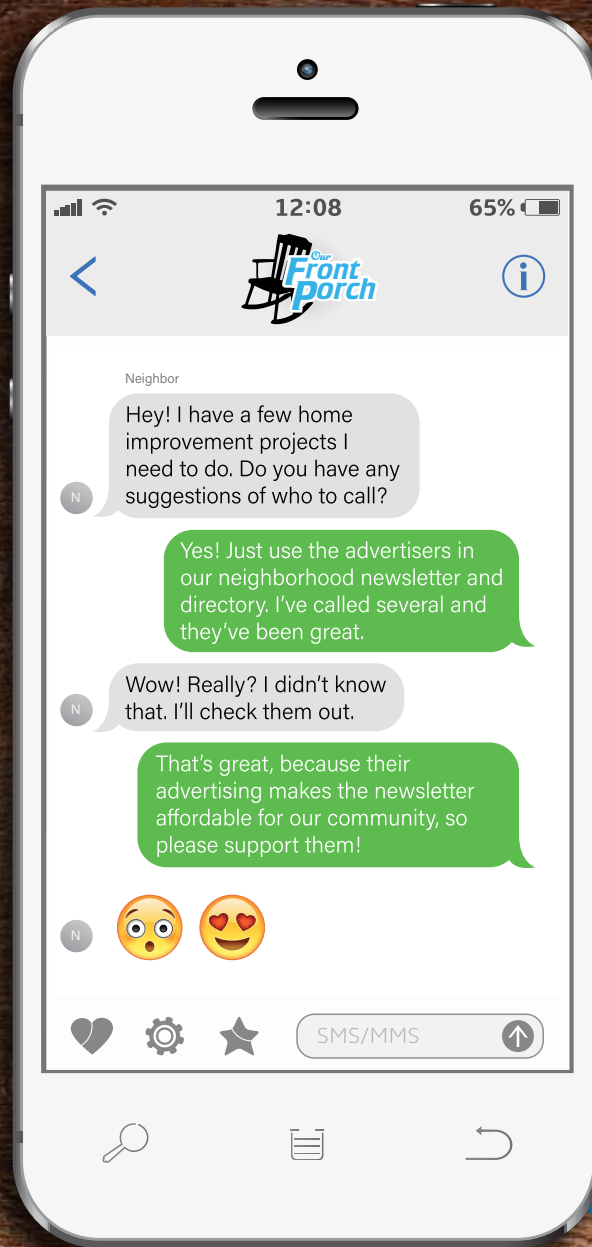 12:08
65%
Our
Front
Porch
i
Neighbor
Hey! I have a few home
improvement projects I
need to do. Do you have any
suggestions of who to call?
N
Yes! Just use the advertisers in
our neighborhood newsletter and
directory. I’ve called several and
they’ve been great.
Wow! Really? I didn’t know
that. I’ll check them out.
N
That’s great, because their
advertising makes the newsletter
affordable for our community, so
please support them!
N
SMS/MMS